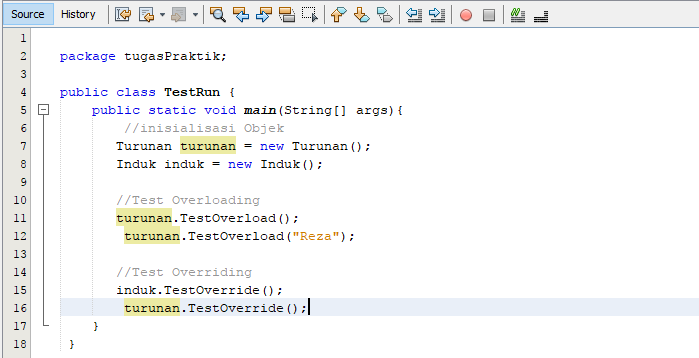 Source History
1
2 package tugasPraktik;
3
4 public class TestRun {
5 public static void main(String[] args){
6 //inisialisasi Objek
7 Turunan turunan = new Turunan();
8 Induk induk = new Induk();
9
10 //Test Overloading
11 turunan.TestOverload();
12 turunan.TestOverload("Reza");
13
14 //Test Overriding
15 induk.TestOverride();
16 turunan.TestOverride();
17 }
18 }